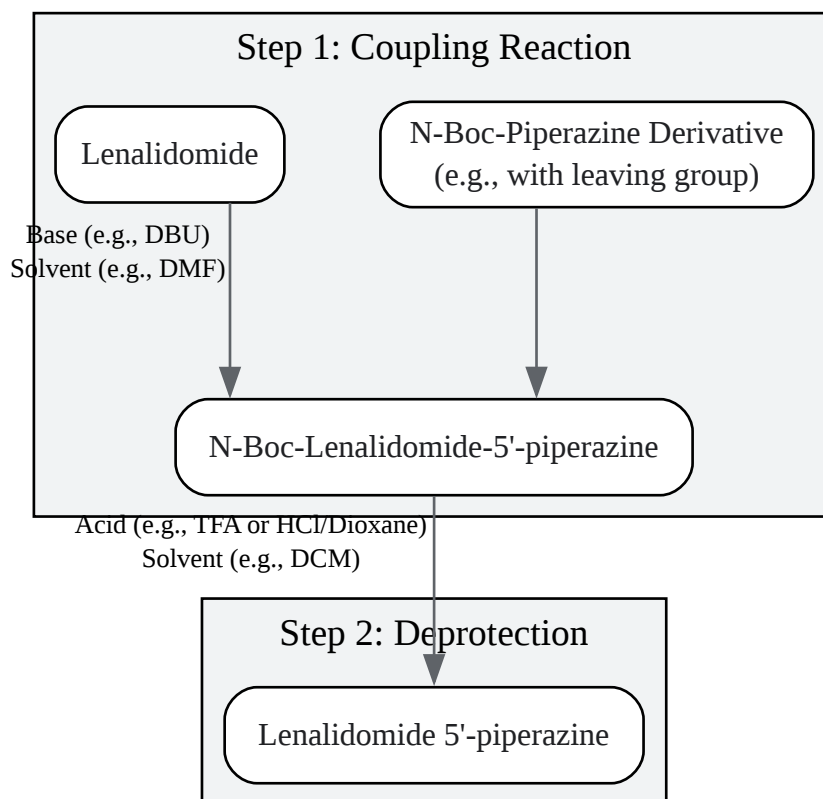 Step 1: Coupling Reaction
Lenalidomide
N-Boc-Piperazine Derivative
(e.g., with leaving group)
Base (e.g., DBU)
Solvent (e.g., DMF)
N-Boc-Lenalidomide-5'-piperazine
Acid (e.g., TFA or HCl/Dioxane)
Solvent (e.g., DCM)
Step 2: Deprotection
Lenalidomide 5'-piperazine